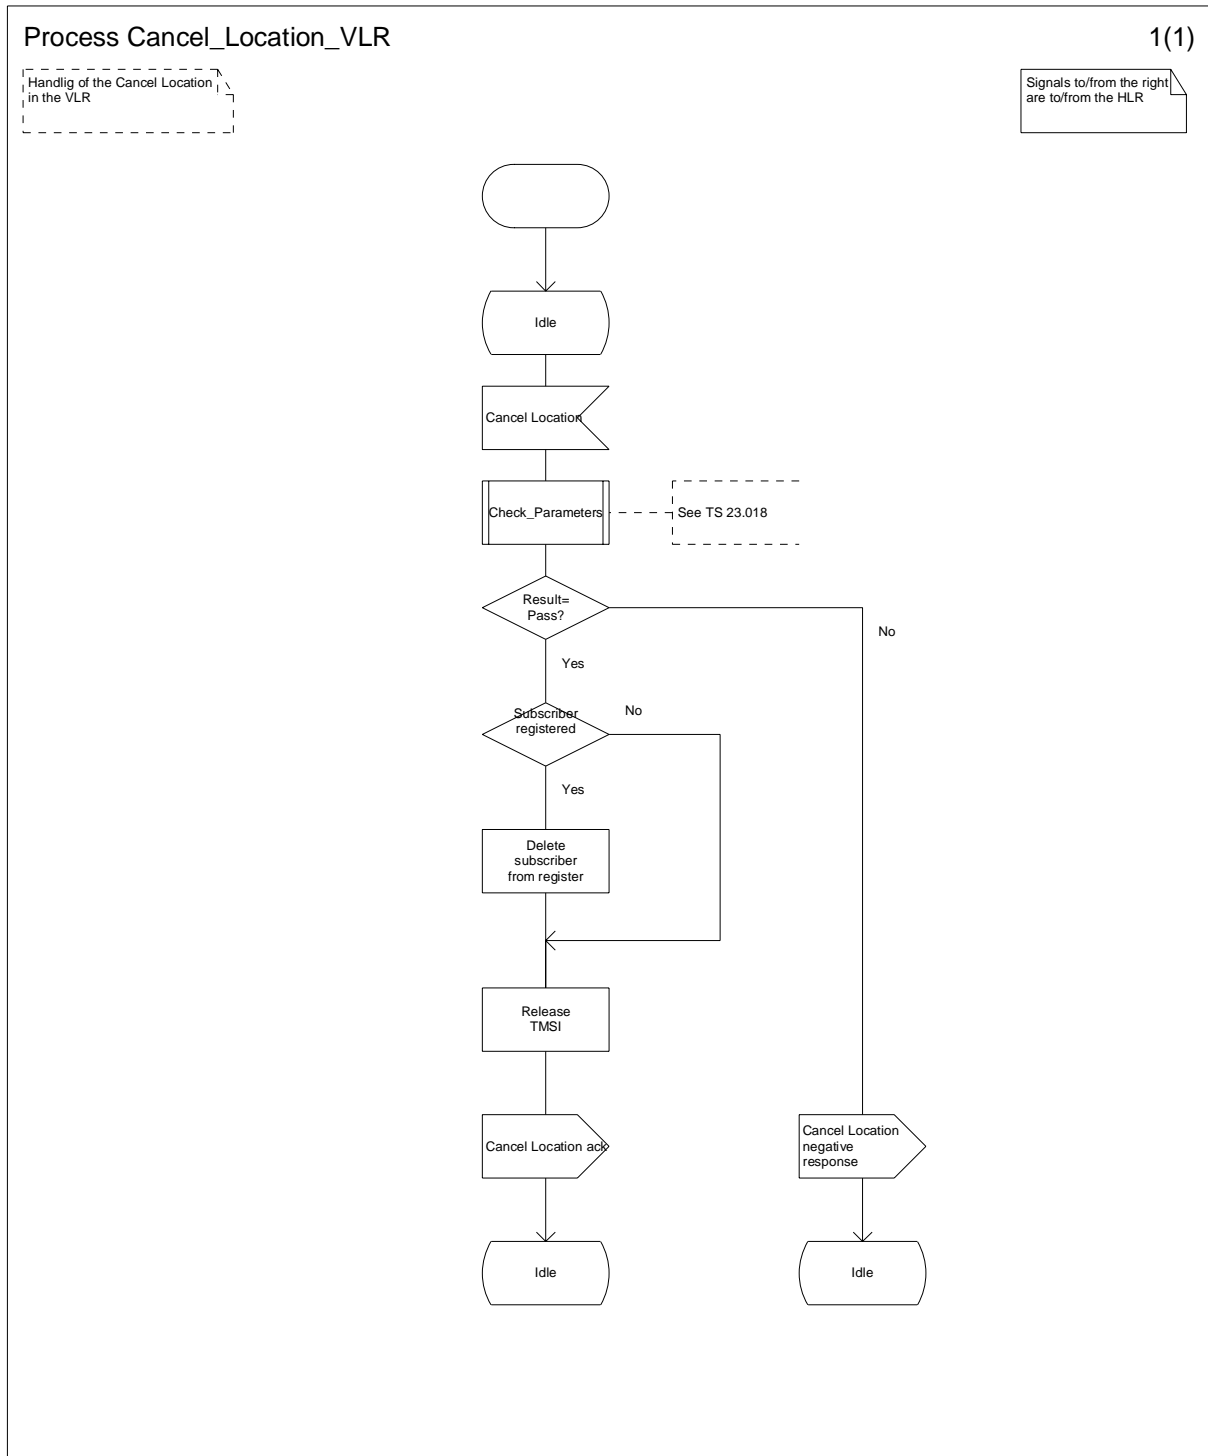 Process Cancel_Location_VLR
1(1)
Handlig of the Cancel Location
in the VLR
Signals to/from the right
are to/from the HLR
Idle
Cancel Location
Check_Parameters
See TS 23.018
Result=
Pass?
No
Yes
Subscriber
registered
No
Yes
Delete
subscriber
from register
Release
TMSI
Cancel Location ack
Cancel Location
negative
response
Idle
Idle